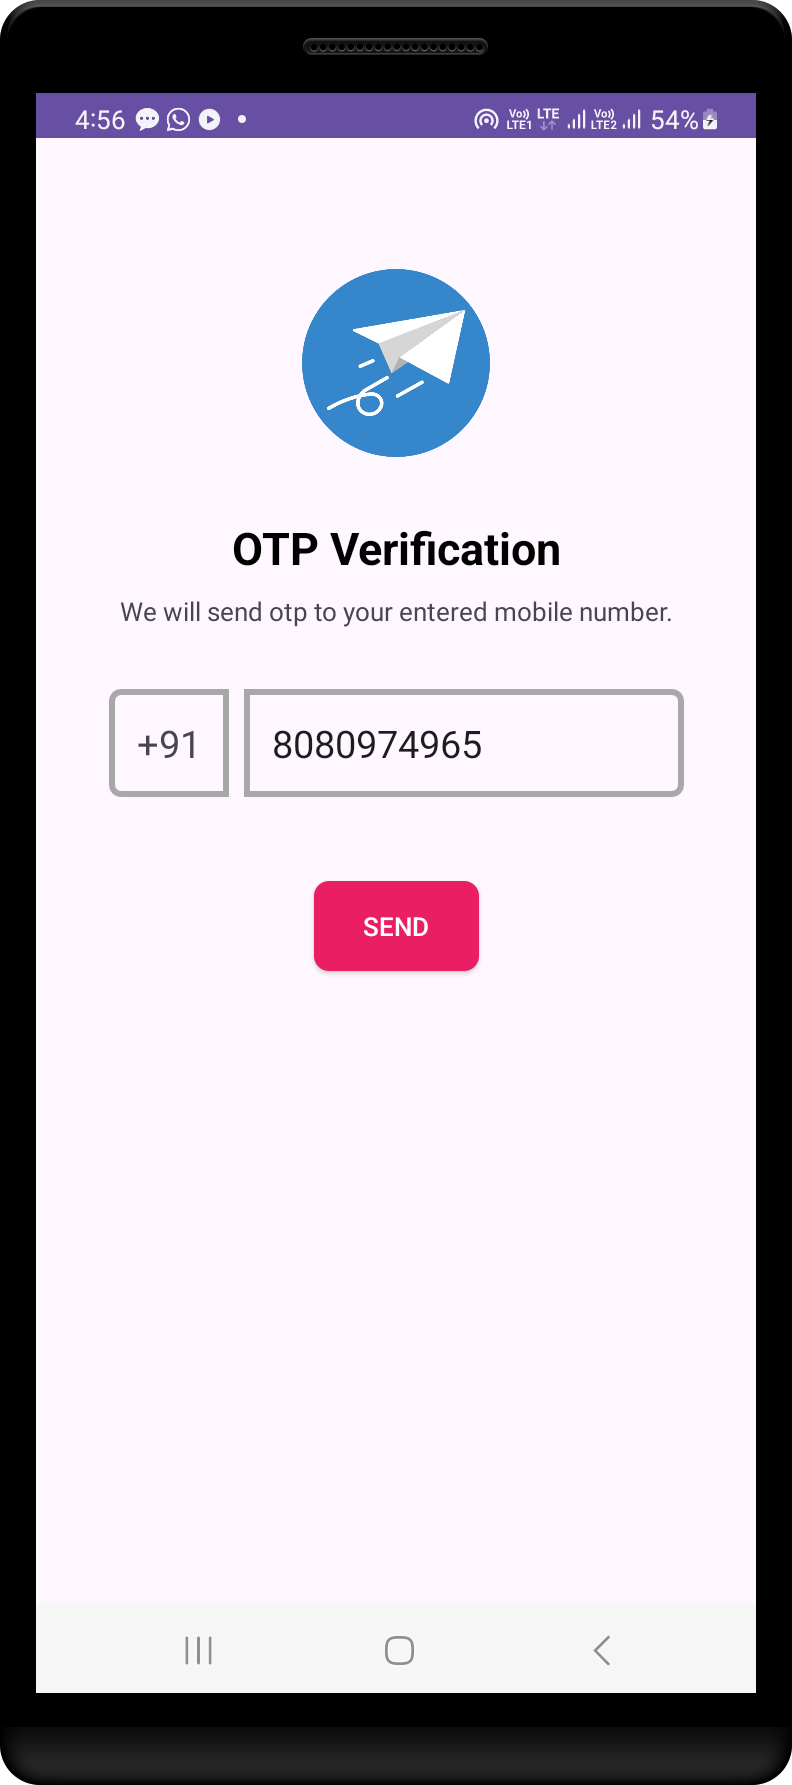 4:56 Vo)) LTE1 LTE Vo)) LTE2 54%
OTP Verification
We will send otp to your entered mobile number.
+91 8080974965
SEND